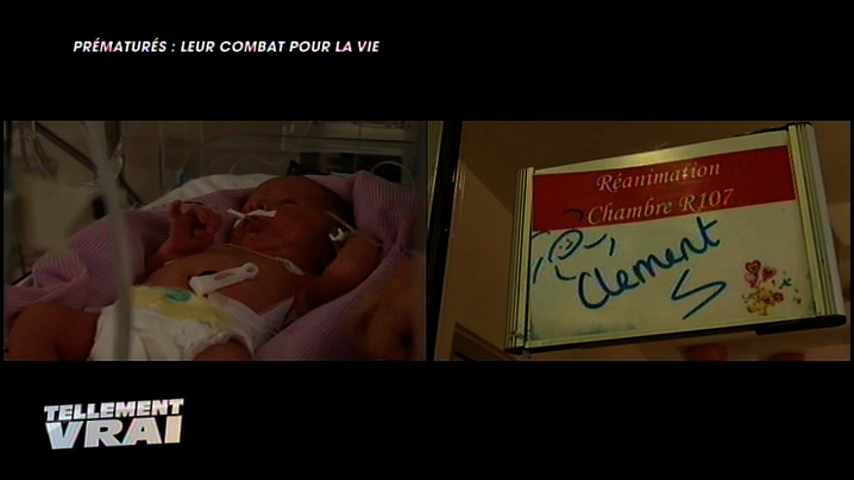 PRÉMATURÉS : LEUR COMBAT POUR LA VIE
Réanimation
Chambre R107
Clement
TELLEMENT
VRAI